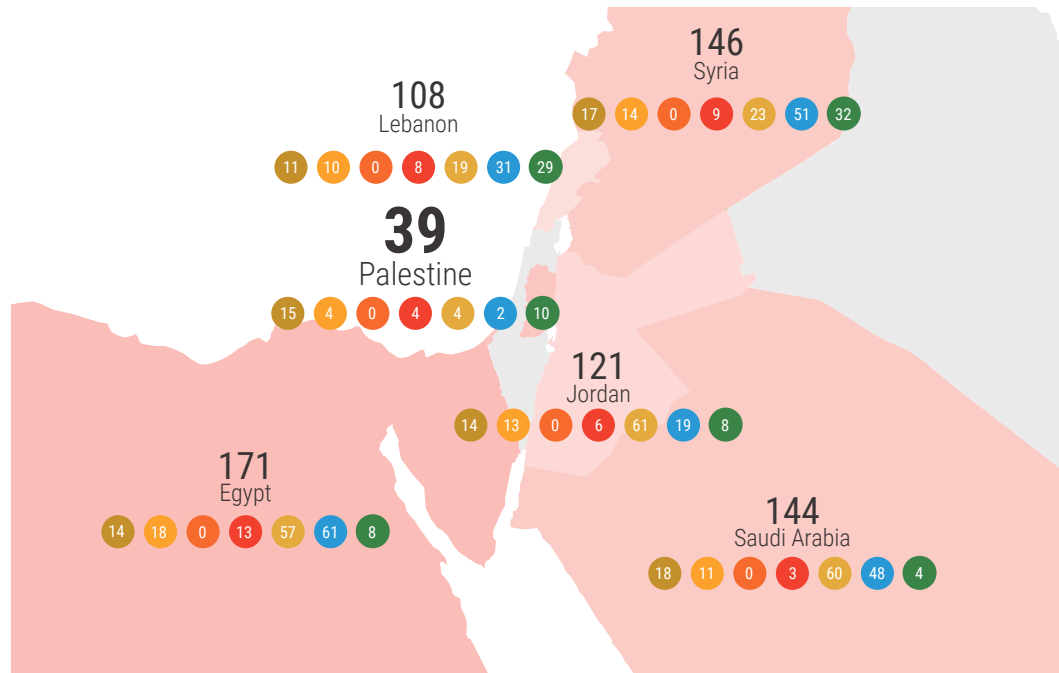 146
Syria
17 14 0 9 23 51 32
108
Lebanon
11 10 0 8 19 31 29
39
Palestine
15 4 0 4 4 2 10
121
Jordan
14 13 0 6 61 19 8
171
Egypt
14 18 0 13 57 61 8
144
Saudi Arabia
18 11 0 3 60 48 4